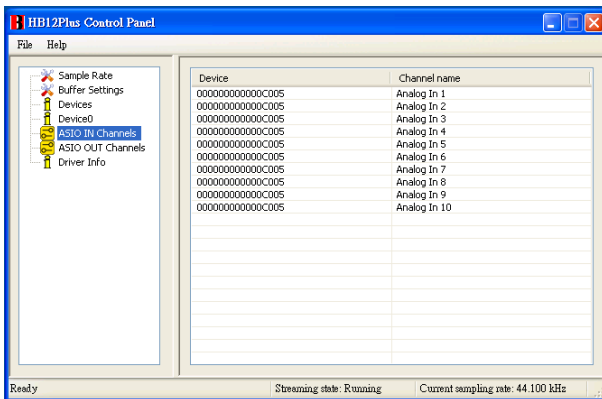 HB12Plus Control Panel
File Help
Sample Rate
Buffer Settings
Devices
Device0
ASIO IN Channels
ASIO OUT Channels
Driver Info
Device Channel name
000000000000C005 Analog In 1
000000000000C005 Analog In 2
000000000000C005 Analog In 3
000000000000C005 Analog In 4
000000000000C005 Analog In 5
000000000000C005 Analog In 6
000000000000C005 Analog In 7
000000000000C005 Analog In 8
000000000000C005 Analog In 9
000000000000C005 Analog In 10
Ready Streaming state: Running Current sampling rate: 44.100 kHz